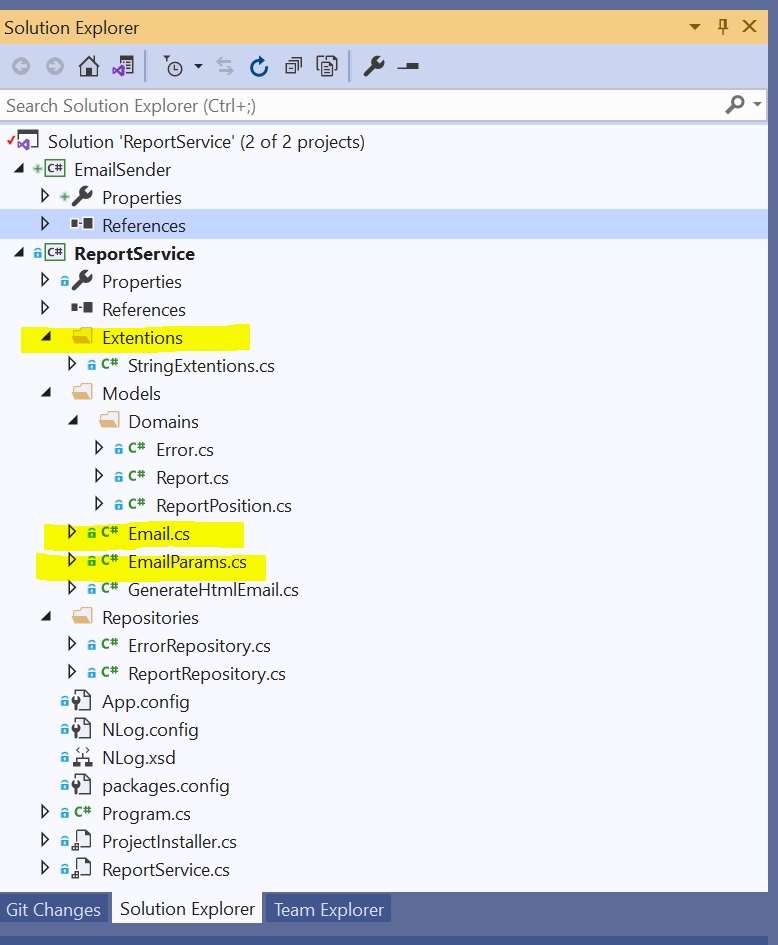 Solution Explorer
Search Solution Explorer (Ctrl+;)
Solution 'ReportService' (2 of 2 projects)
C# EmailSender
Properties
References
C# ReportService
Properties
References
Extentions
C# StringExtentions.cs
Models
Domains
C# Error.cs
C# Report.cs
C# ReportPosition.cs
C# Email.cs
C# EmailParams.cs
C# GenerateHtmlEmail.cs
Repositories
C# ErrorRepository.cs
C# ReportRepository.cs
App.config
NLog.config
NLog.xsd
packages.config
C# Program.cs
ProjectInstaller.cs
ReportService.cs
Git Changes Solution Explorer Team Explorer